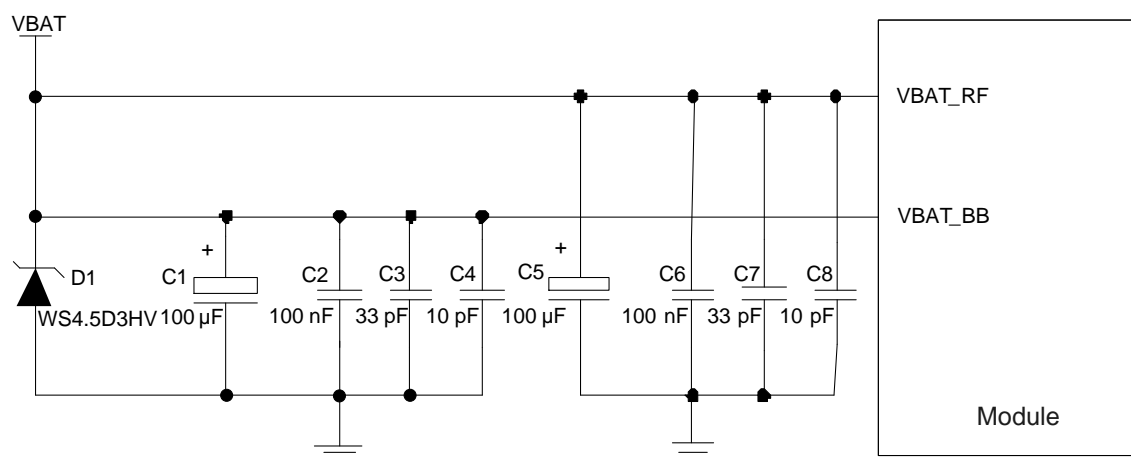 VBAT
VBAT_RF
VBAT_BB
+
+
D1
C1
C2
C3
C4
C5
C6
C7
C8
WS4.5D3HV
100 µF
100 nF
33 pF
10 pF
100 µF
100 nF
33 pF
10 pF
Module